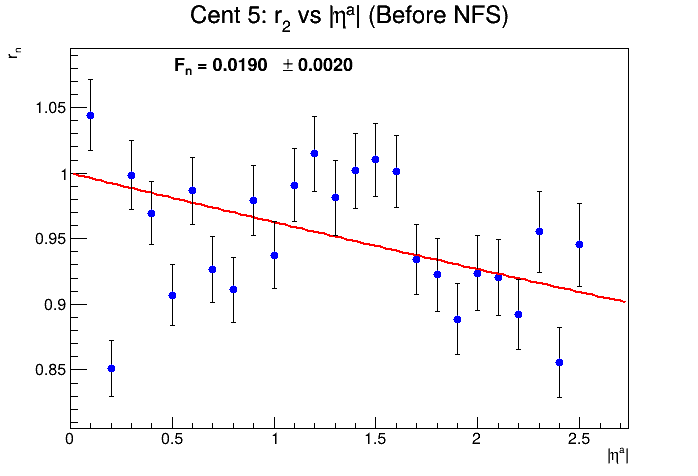 Cent 5: r₂ vs |ηᵃ| (Before NFS)
rₙ
Fₙ = 0.0190 ± 0.0020
1.05
1
0.95
0.9
0.85
0 0.5 1 1.5 2 2.5
|ηᵃ|